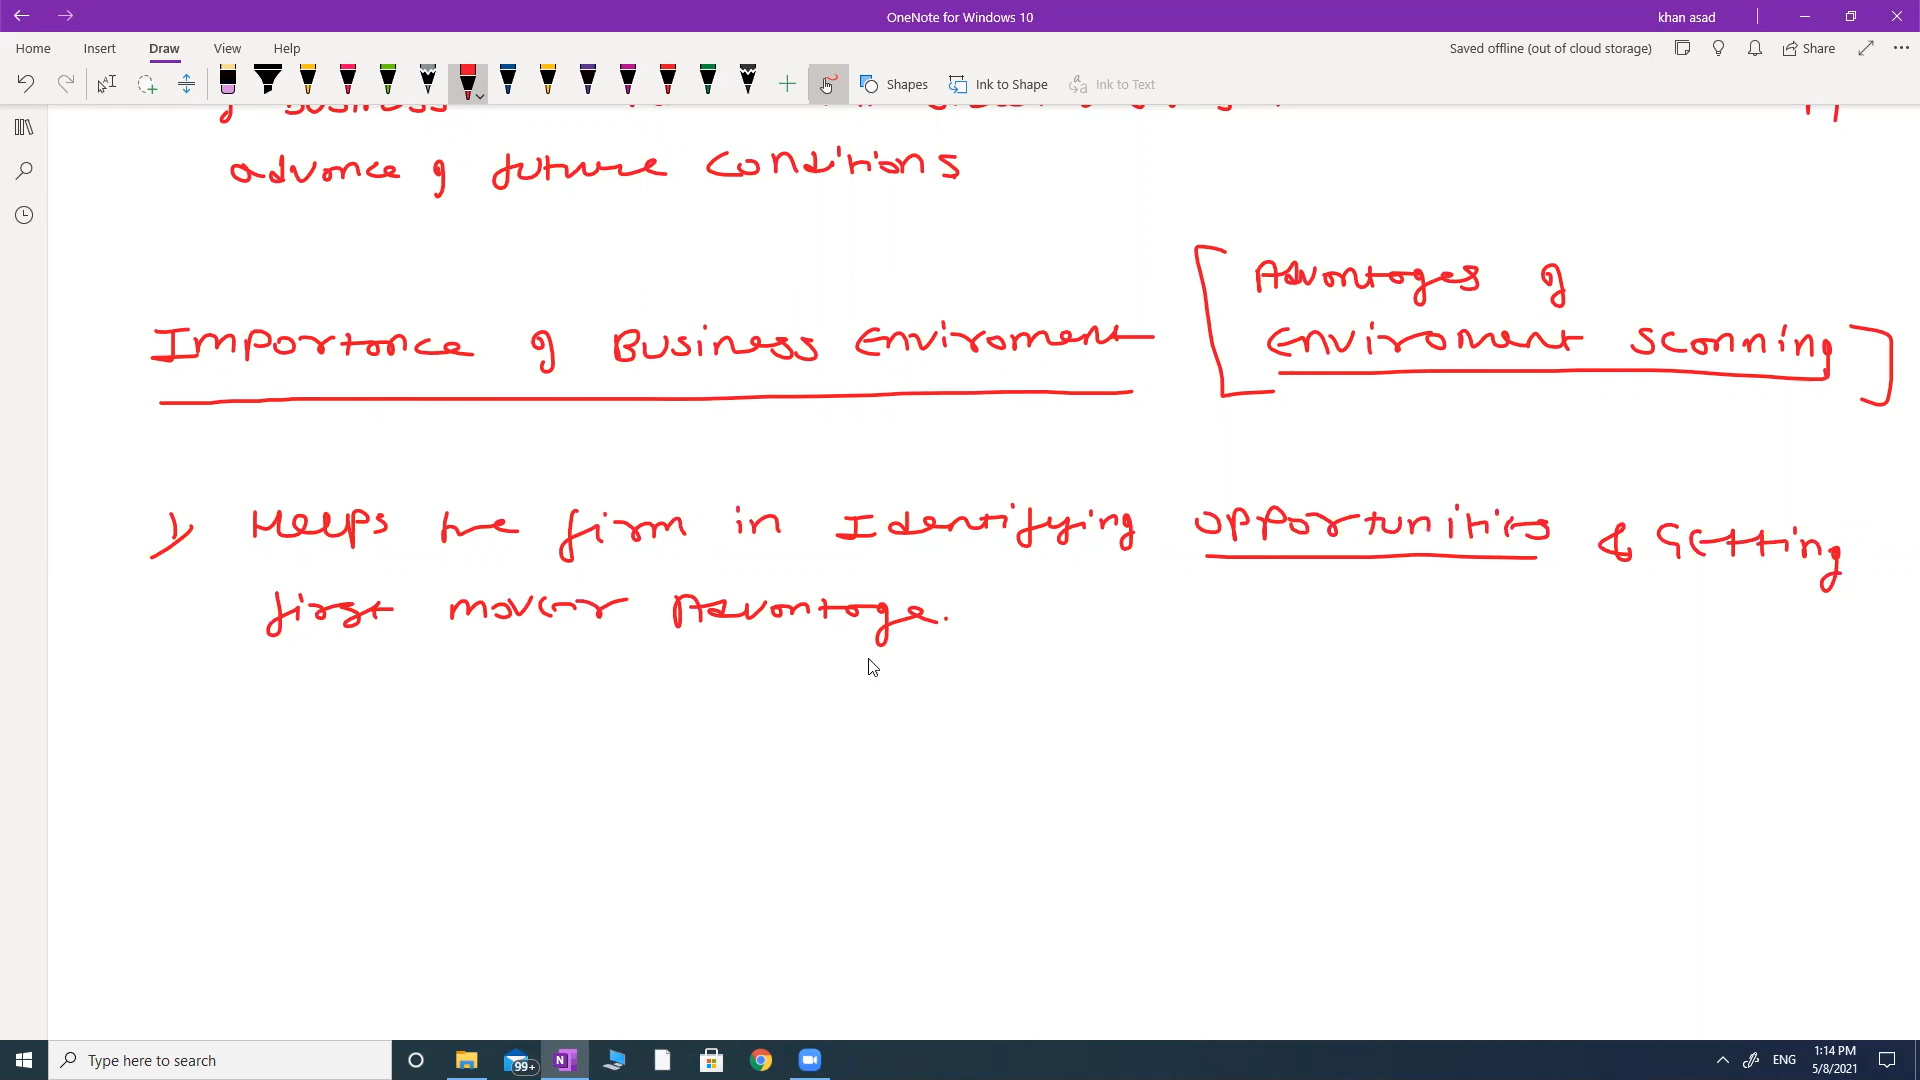 OneNote for Windows 10
khan asad
Home Insert Draw View Help
Saved offline (out of cloud storage)
Share
Shapes
Ink to Shape
Ink to Text
Business
advance of future conditions
Advantages of
Importance of Business Enviroment
Enviroment scanning
1) Helps the firm in Identifying opportunities & Getting
first mover Advantage.
Type here to search
99+
ENG
1:14 PM
5/8/2021